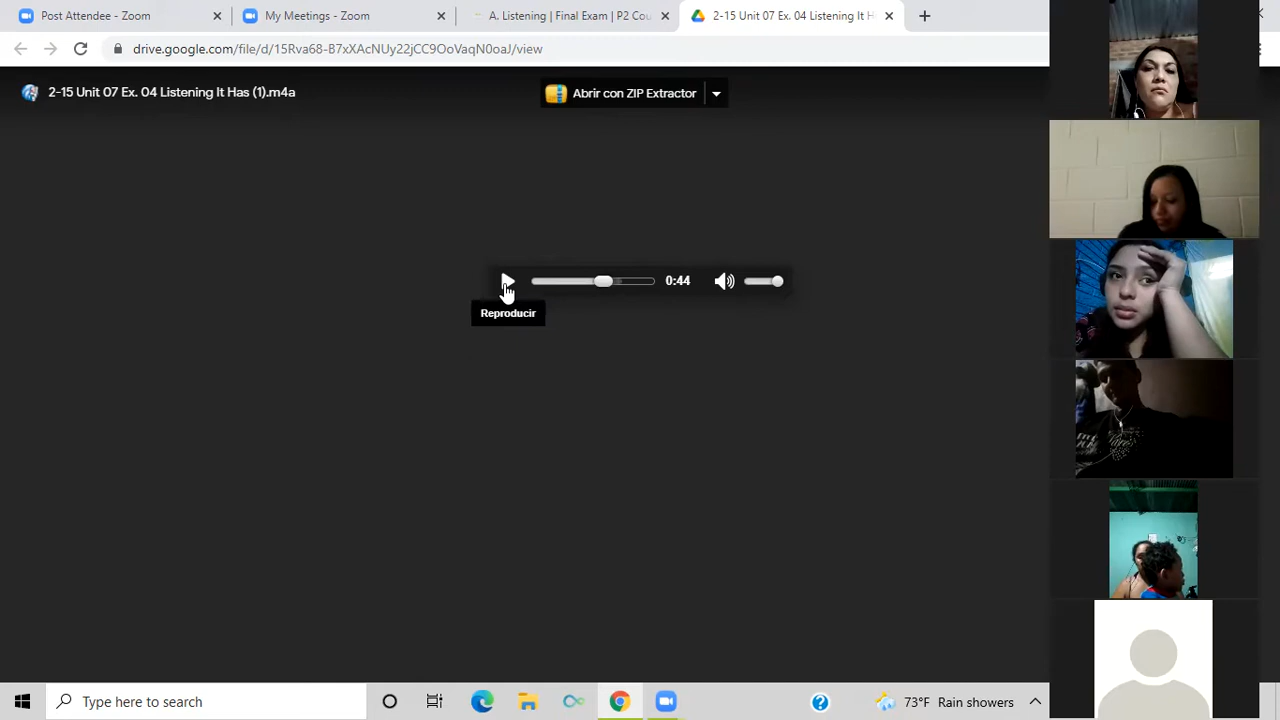 Post Attendee - Zoom
My Meetings - Zoom
A. Listening | Final Exam | P2 Cou
2-15 Unit 07 Ex. 04 Listening It H
drive.google.com/file/d/15Rva68-B7xXAcNUy22jCC9OoVaqN0oaJ/view
2-15 Unit 07 Ex. 04 Listening It Has (1).m4a
Abrir con ZIP Extractor
0:44
Reproducir
Type here to search
73°F Rain showers